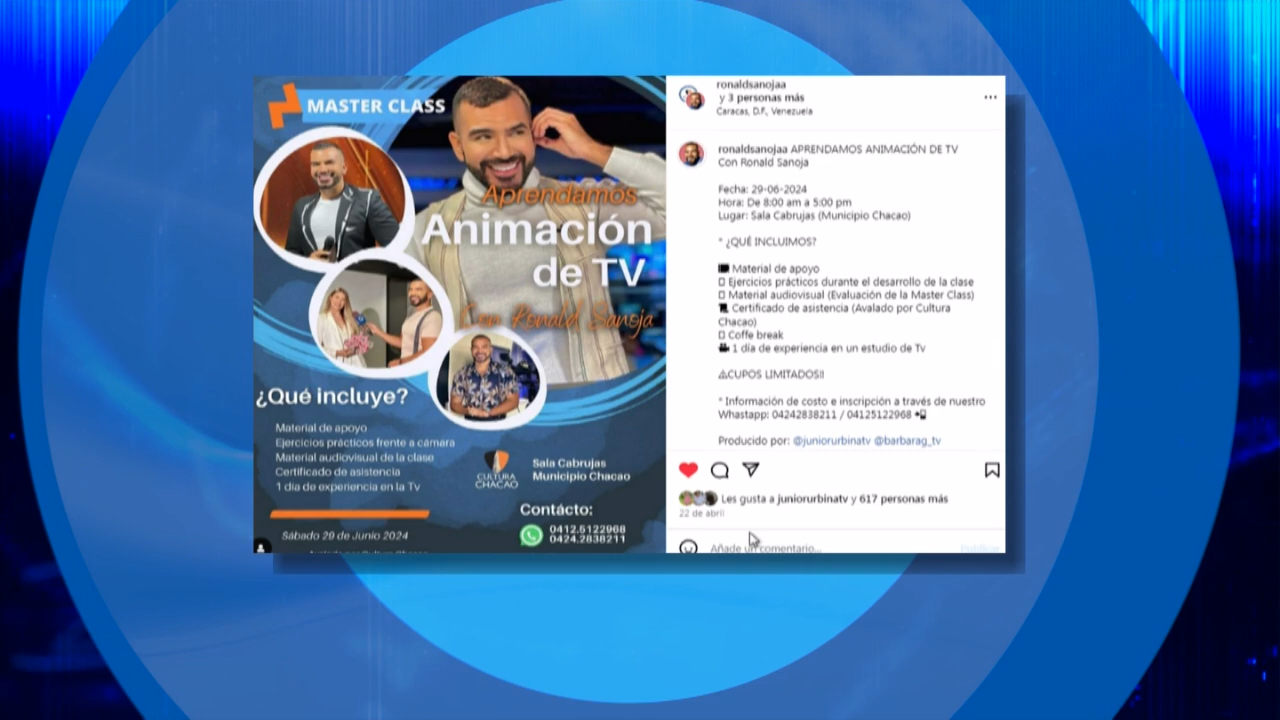 MASTER CLASS
Aprendamos
Animación
de TV
Con Ronald Sanoja
¿Qué incluye?
Material de apoyo
Ejercicios prácticos frente a cámara
Material audiovisual de la clase
Certificado de asistencia
1 dia de experiencia en la Tv
Sábado 29 de Junio 2024
CULTURA
CHACAO
Sala Cabrujas
Municipio Chacao
Contácto:
0412.5122968
0424.2838211
ronaldsanojaa
y 3 personas más
Caracas, D.F., Venezuela
ronaldsanojaa APRENDAMOS ANIMACIÓN DE TV
Con Ronald Sanoja
Fecha: 29-06-2024
Hora: De 8:00 am a 5:00 pm
Lugar: Sala Cabrujas (Municipio Chacao)
* ¿QUÉ INCLUIMOS?
Material de apoyo
Ejercicios prácticos durante el desarrollo de la clase
Material audiovisual (Evaluación de la Master Class)
Certificado de asistencia (Avalado por Cultura
Chacao)
Coffe break
1 día de experiencia en un estudio de Tv
⚠CUPOS LIMITADOS‼
* Información de costo e inscripción a través de nuestro
Whastapp: 04242838211 / 04125122968 📲
Producido por: @juniorurbinatv @barbarag_tv
Les gusta a juniorurbinatv y 617 personas más
22 de abril
Añade un comentario...
Publicar